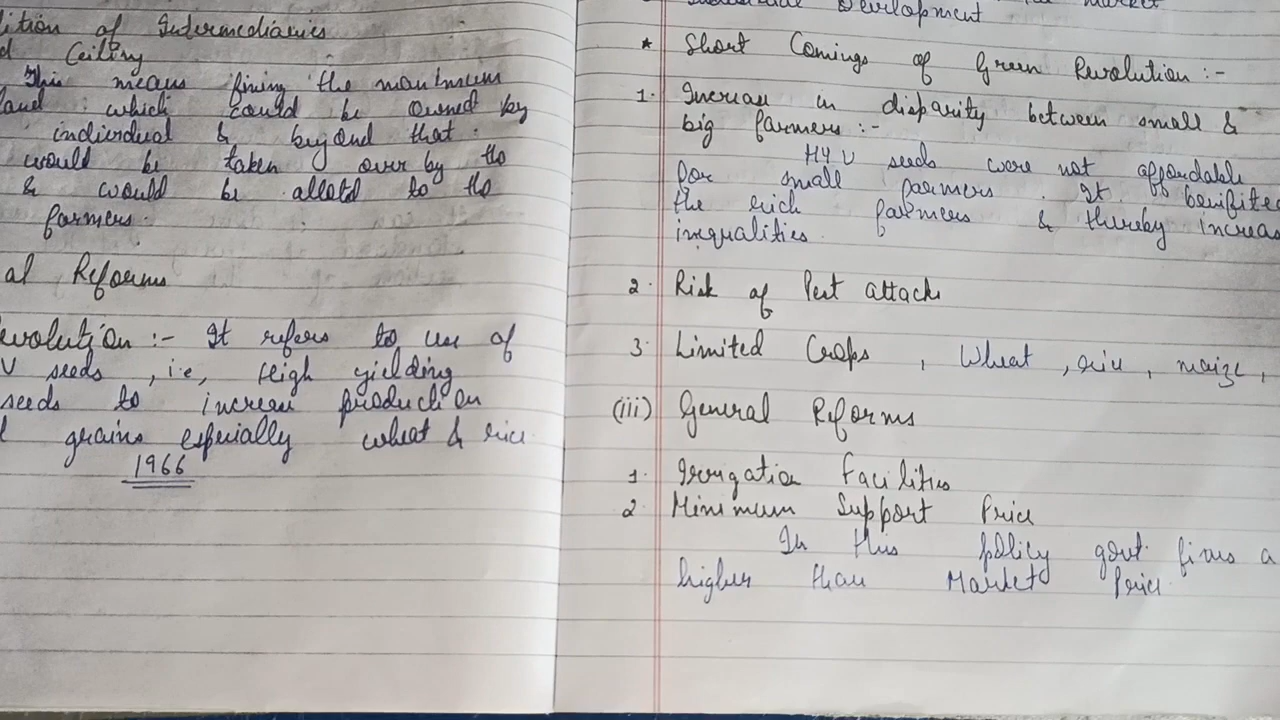 ition of Intermediaries
d Ceiling
This means fixing the maximum
land which could be owned by
individual & beyond that
would be taken over by the
& would be allotd to the
farmers.
al Reforms
evolution :- It refers to use of
V seeds , i.e, High yielding
seeds to increase production
grains especially wheat & rice
1966
Development
* Short Comings of Green Revolution :-
1. Increase in disparity between small &
big farmers :-
HYV seeds were not affordable
for small farmers . It benifited
the rich farmers & thereby increas
inequalities
2. Risk of Pest attack
3. Limited Crops , Wheat , rice , maize ,
(iii) General Reforms
1. Irrigation Facilities
2. Minimum Support Price
In this policy govt. fixes a
higher than Market Price